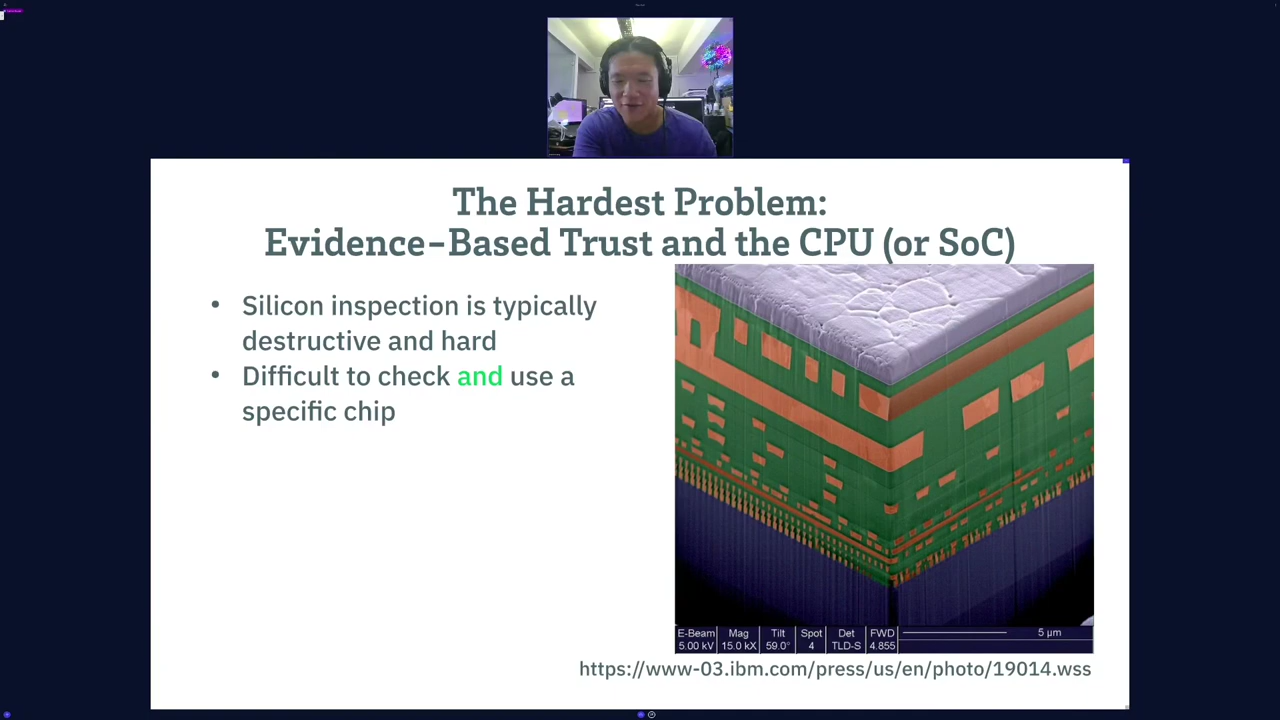 The Hardest Problem:
Evidence-Based Trust and the CPU (or SoC)
• Silicon inspection is typically
destructive and hard
• Difficult to check and use a
specific chip
E-Beam Mag Tilt Spot Det FWD 5 µm
5.00 kV 15.0 kX 59.0° 4 TLD-S 4.855
https://www-03.ibm.com/press/us/en/photo/19014.wss